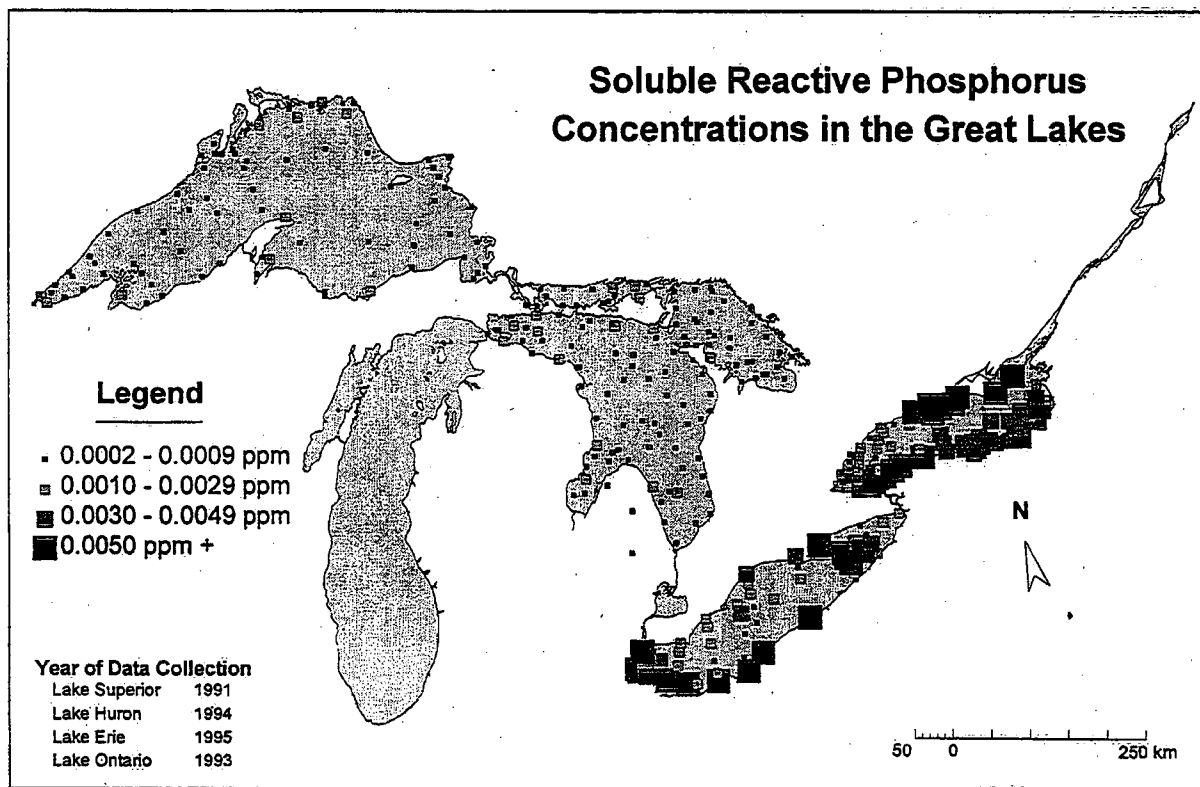 Soluble Reactive Phosphorus
Concentrations in the Great Lakes
Legend
0.0002 - 0.0009 ppm
0.0010 - 0.0029 ppm
0.0030 - 0.0049 ppm
0.0050 ppm +
N
Year of Data Collection
Lake Superior 1991
Lake Huron 1994
Lake Erie 1995
Lake Ontario 1993
50 0 250 km